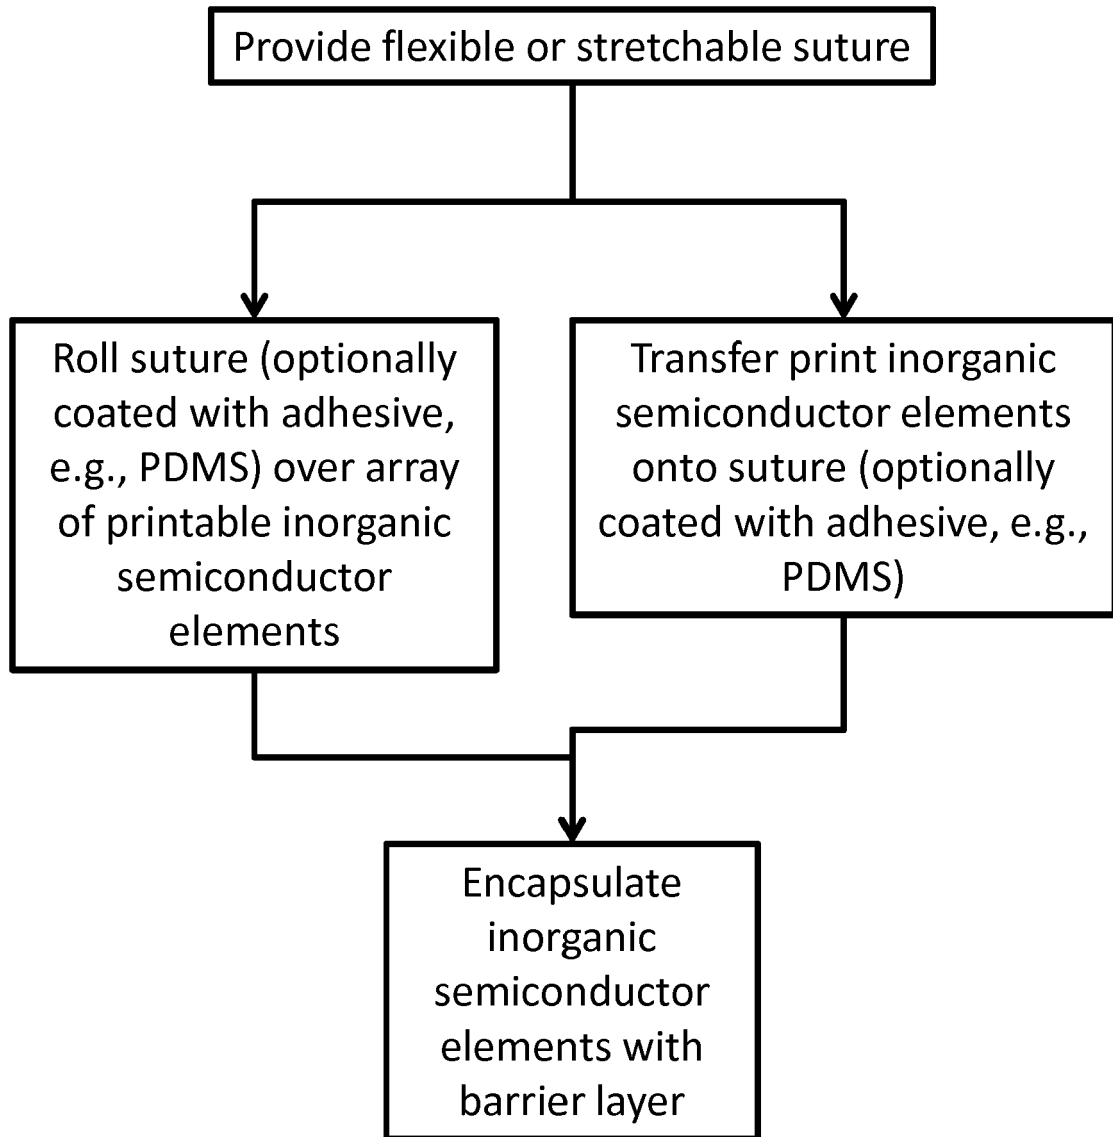 Provide flexible or stretchable suture
Roll suture (optionally
coated with adhesive,
e.g., PDMS) over array
of printable inorganic
semiconductor
elements
Transfer print inorganic
semiconductor elements
onto suture (optionally
coated with adhesive, e.g.,
PDMS)
Encapsulate
inorganic
semiconductor
elements with
barrier layer